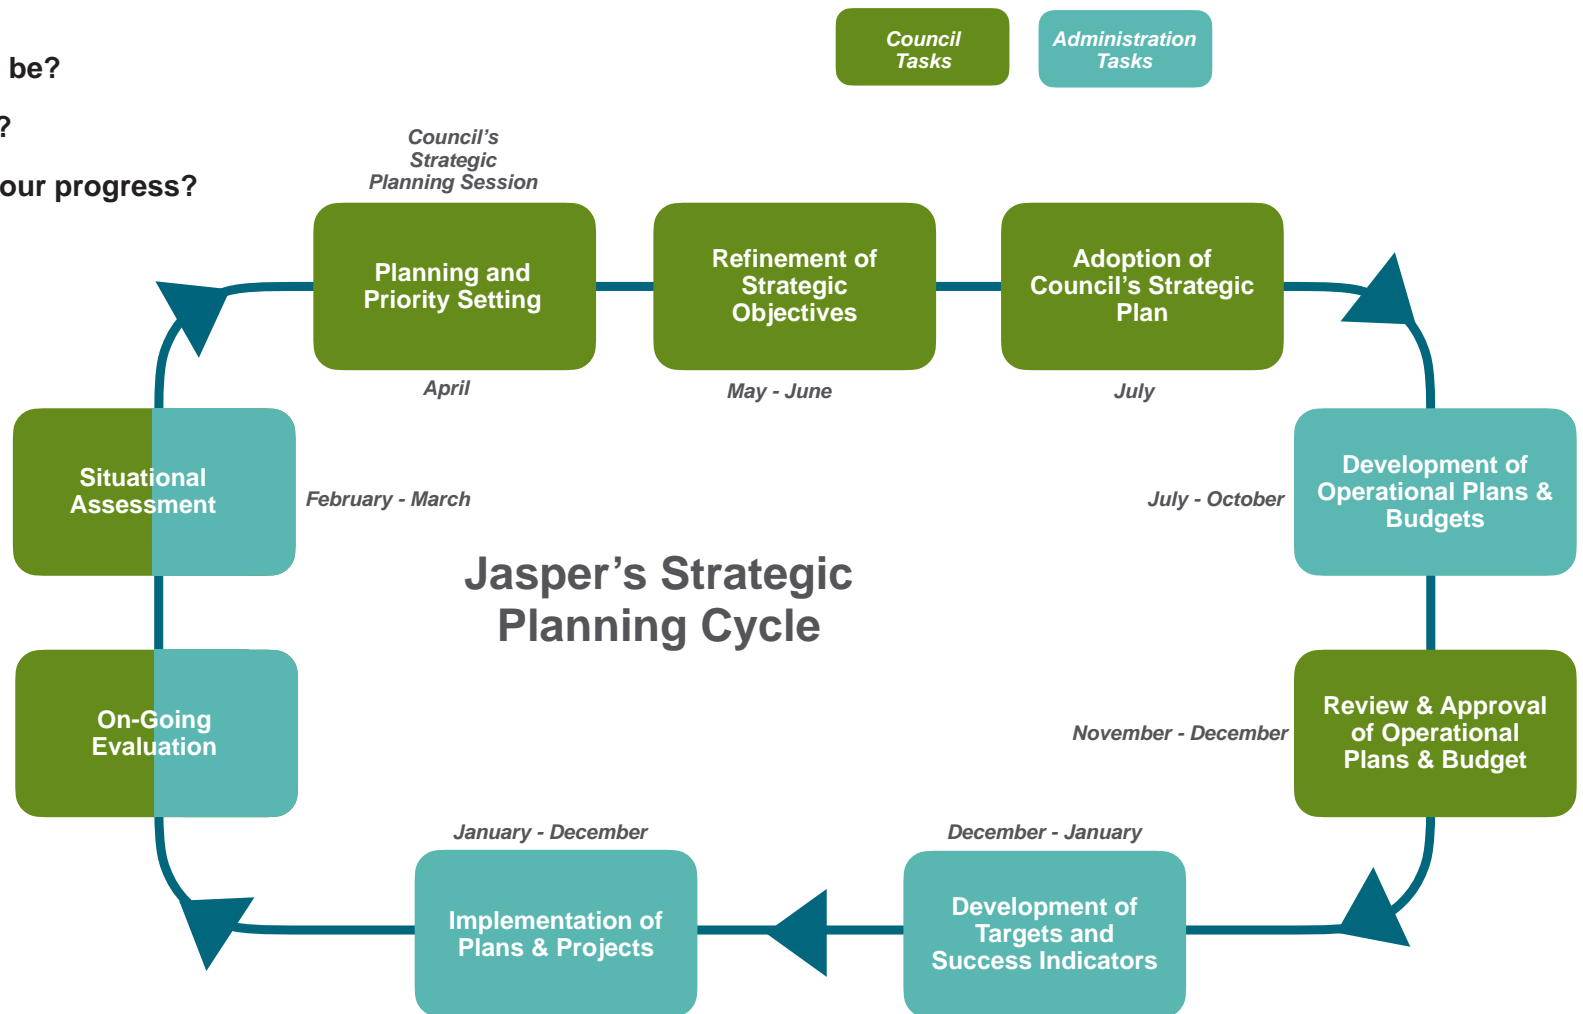 be?
?
our progress?
Council
Tasks
Administration
Tasks
Council's
Strategic
Planning Session
Planning and
Priority Setting
April
Refinement of
Strategic
Objectives
May - June
Adoption of
Council's Strategic
Plan
July
Situational
Assessment
February - March
July - October
Development of
Operational Plans &
Budgets
Jasper's Strategic
Planning Cycle
On-Going
Evaluation
November - December
Review & Approval
of Operational
Plans & Budget
January - December
Implementation of
Plans & Projects
December - January
Development of
Targets and
Success Indicators